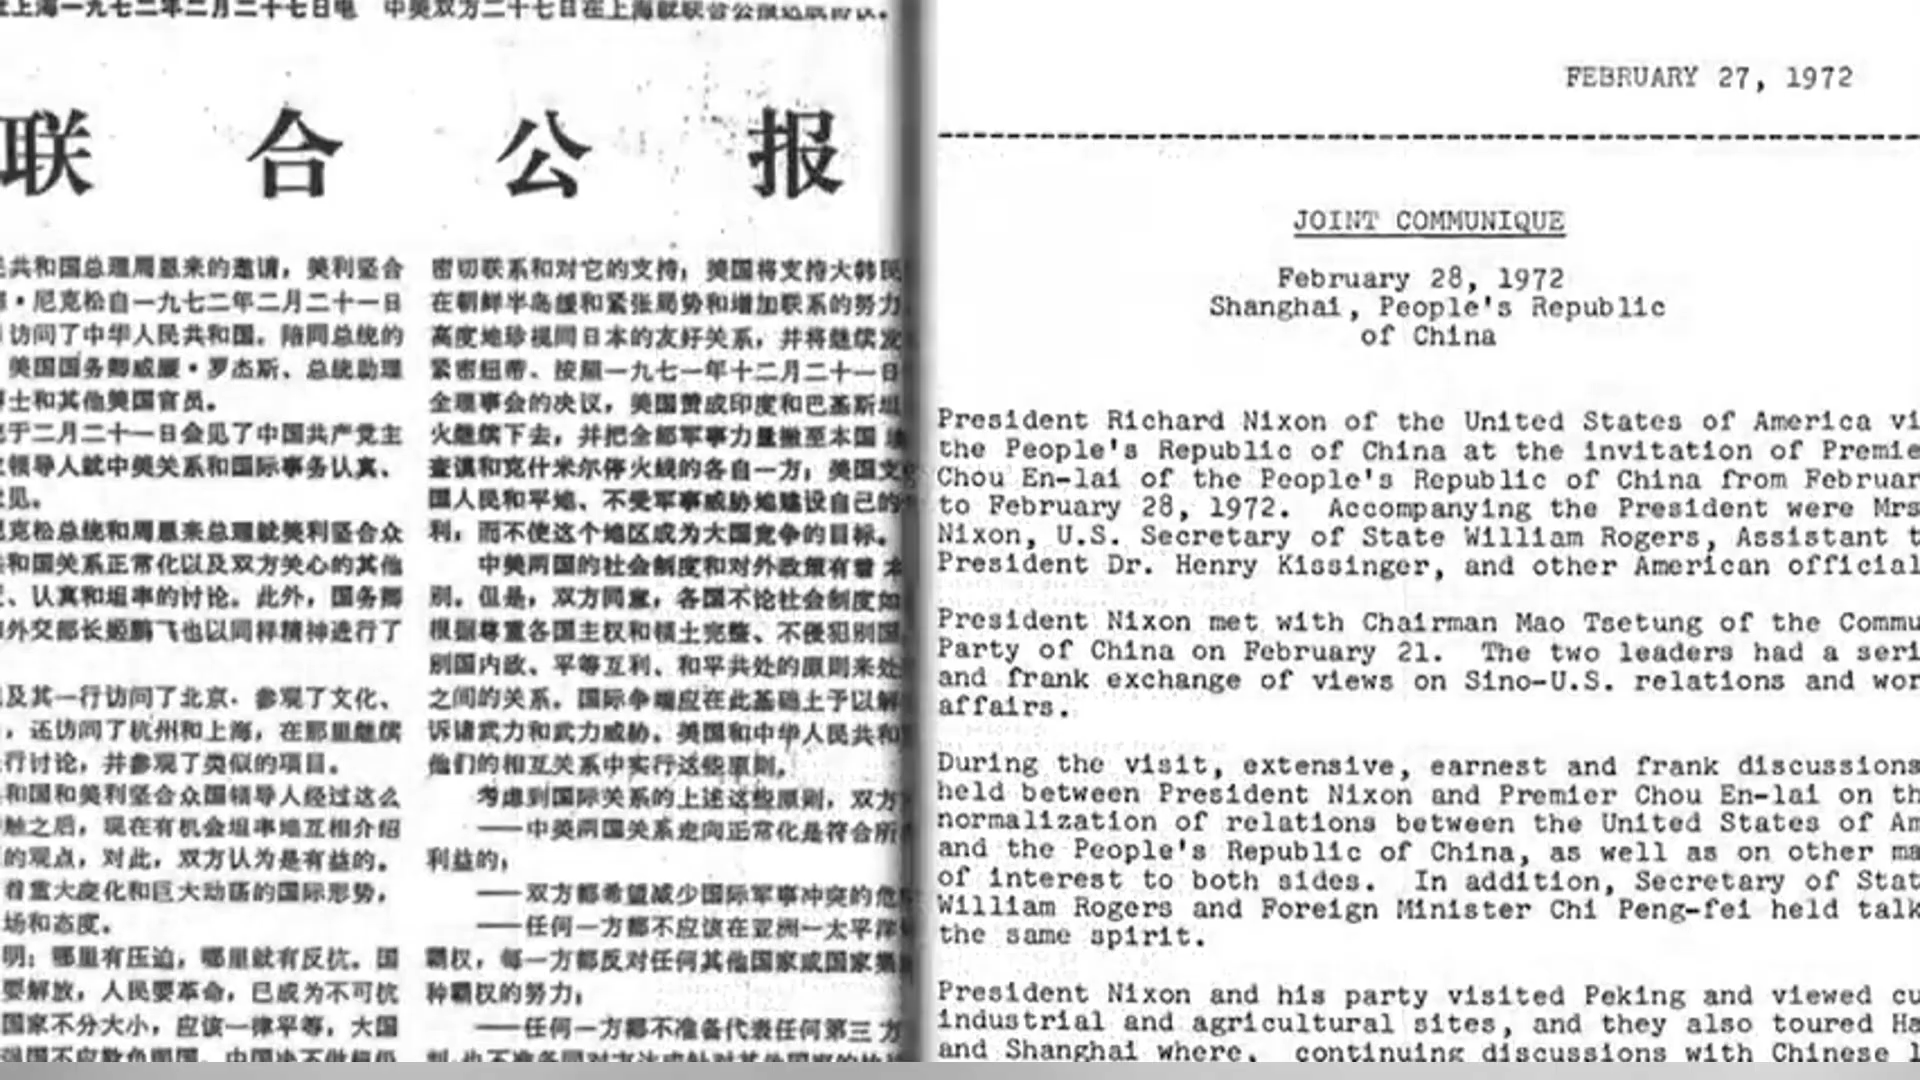 上海一九七二年二月二十七日电 中美双方二十七日在上海就联合公报达成协议。
联合公报
共和国总理周恩来的邀请，美利坚合
·尼克松自一九七二年二月二十一日
访问了中华人民共和国。陪同总统的
美国国务卿威廉·罗杰斯、总统助理
士和其他美国官员。
于二月二十一日会见了中国共产党主
领导人就中美关系和国际事务认真、
见。
克松总统和周恩来总理就美利坚合众
和国关系正常化以及双方关心的其他
、认真和坦率的讨论。此外，国务卿
外交部长姬鹏飞也以同样精神进行了
及其一行访问了北京，参观了文化、
，还访问了杭州和上海，在那里继续
行讨论，并参观了类似的项目。
和国和美利坚合众国领导人经过这么
触之后，现在有机会坦率地互相介绍
的观点，对此，双方认为是有益的。
着重大变化和巨大动荡的国际形势，
场和态度。
明：哪里有压迫，哪里就有反抗。国
要解放，人民要革命，已成为不可抗
国家不分大小，应该一律平等，大国
密切联系和对它的支持；美国将支持大韩民
在朝鲜半岛缓和紧张局势和增加联系的努力
高度地珍视同日本的友好关系，并将继续发
紧密纽带。按照一九七一年十二月二十一日
全理事会的决议，美国赞成印度和巴基斯坦
火继续下去，并把全部军事力量撤至本国境
查谟和克什米尔停火线的各自一方；美国支
国人民和平地、不受军事威胁地建设自己的
利；而不使这个地区成为大国竞争的目标。
中美两国的社会制度和对外政策有着本
别。但是，双方同意，各国不论社会制度如
根据尊重各国主权和领土完整、不侵犯别国、
别国内政、平等互利、和平共处的原则来处
之间的关系。国际争端应在此基础上予以解
诉诸武力和武力威胁。美国和中华人民共和
他们的相互关系中实行这些原则。
考虑到国际关系的上述这些原则，双方
——中美两国关系走向正常化是符合所
利益的；
——双方都希望减少国际军事冲突的危
——任何一方都不应该在亚洲—太平洋
霸权，每一方都反对任何其他国家或国家集
种霸权的努力；
——任何一方都不准备代表任何第三方
FEBRUARY 27, 1972
JOINT COMMUNIQUE
February 28, 1972
Shanghai, People's Republic
of China
President Richard Nixon of the United States of America vi
the People's Republic of China at the invitation of Premie
Chou En-lai of the People's Republic of China from Februar
to February 28, 1972. Accompanying the President were Mrs
Nixon, U.S. Secretary of State William Rogers, Assistant t
President Dr. Henry Kissinger, and other American official
President Nixon met with Chairman Mao Tsetung of the Commu
Party of China on February 21. The two leaders had a seri
and frank exchange of views on Sino-U.S. relations and wor
affairs.
During the visit, extensive, earnest and frank discussions
held between President Nixon and Premier Chou En-lai on th
normalization of relations between the United States of Am
and the People's Republic of China, as well as on other ma
of interest to both sides. In addition, Secretary of Stat
William Rogers and Foreign Minister Chi Peng-fei held talk
the same spirit.
President Nixon and his party visited Peking and viewed cu
industrial and agricultural sites, and they also toured Ha
and Shanghai where, continuing discussions with Chinese l